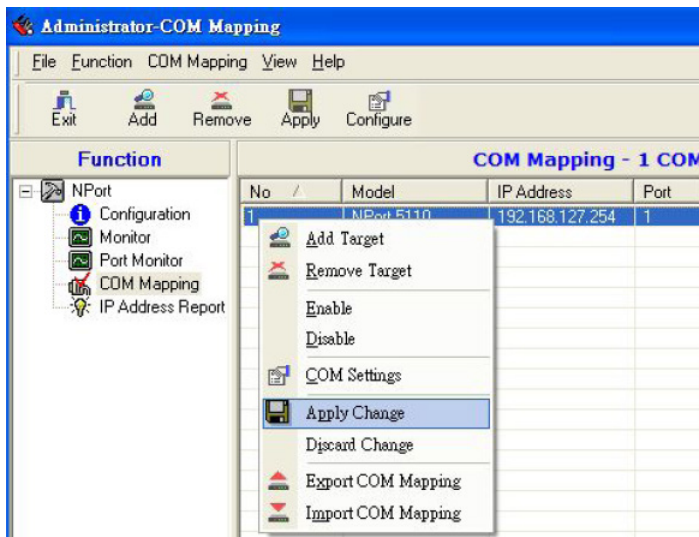 Administrator-COM Mapping
File Function COM Mapping View Help
Exit Add Remove Apply Configure
Function
COM Mapping - 1 COM
NPort
Configuration
Monitor
Port Monitor
COM Mapping
IP Address Report
No Model IP Address Port
1 NPort 5110 192.168.127.254 1
Add Target
Remove Target
Enable
Disable
COM Settings
Apply Change
Discard Change
Export COM Mapping
Import COM Mapping